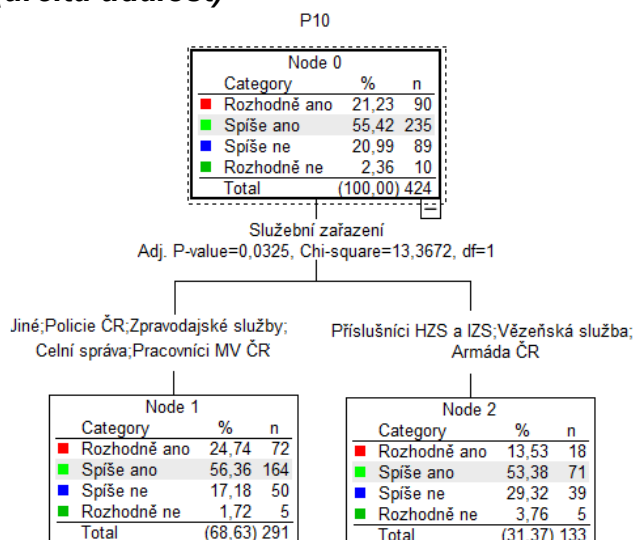 P10
Node 0
Category % n
Rozhodně ano 21,23 90
Spíše ano 55,42 235
Spíše ne 20,99 89
Rozhodně ne 2,36 10
Total (100,00) 424
Služební zařazení
Adj. P-value=0,0325, Chi-square=13,3672, df=1
Jiné;Policie ČR;Zpravodajské služby;
Celní správa;Pracovníci MV ČR
Příslušníci HZS a IZS;Vězeňská služba;
Armáda ČR
Node 1
Category % n
Rozhodně ano 24,74 72
Spíše ano 56,36 164
Spíše ne 17,18 50
Rozhodně ne 1,72 5
Total (68,63) 291
Node 2
Category % n
Rozhodně ano 13,53 18
Spíše ano 53,38 71
Spíše ne 29,32 39
Rozhodně ne 3,76 5
Total (31,37) 133